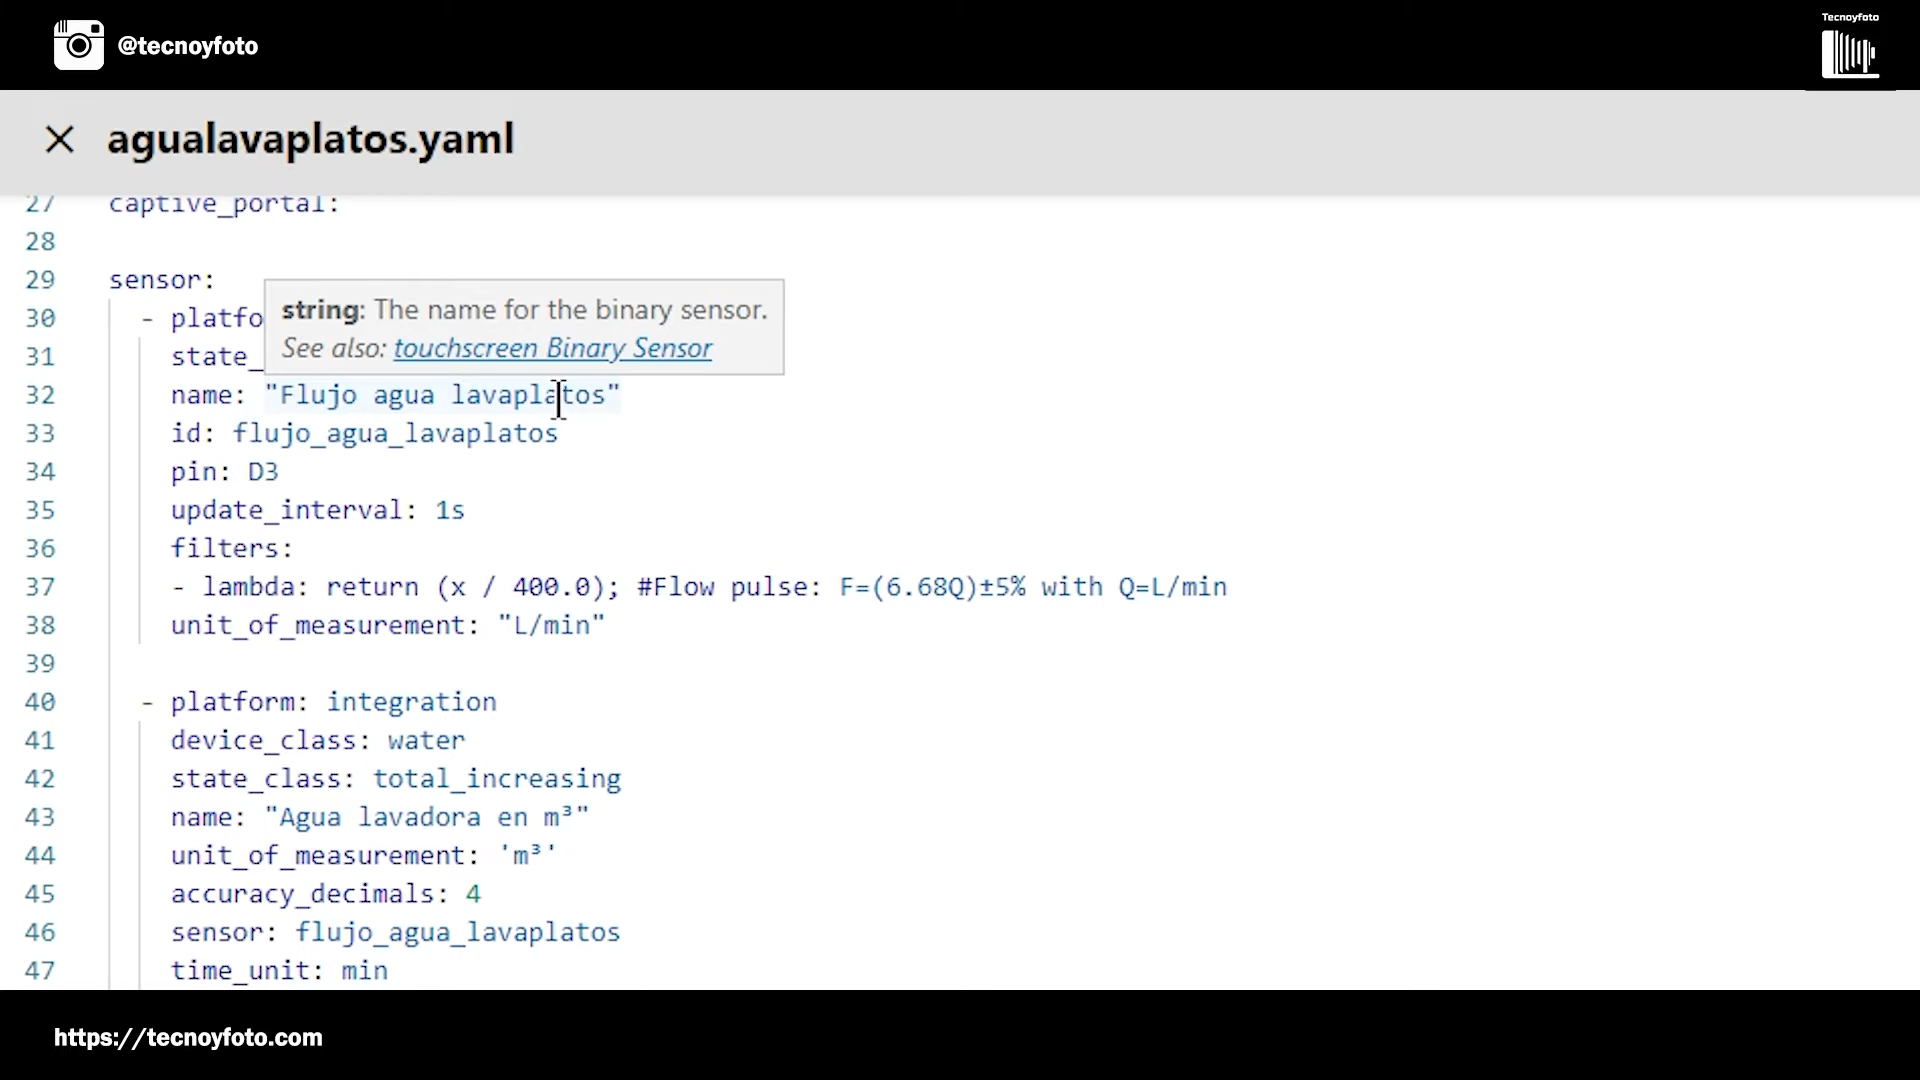 @tecnoyfoto
Tecnoyfoto
agualavaplatos.yaml
27 captive_portal:
28
29 sensor:
string: The name for the binary sensor.
See also: touchscreen Binary Sensor
30 - platfo
31 state_
32 name: "Flujo agua lavaplatos"
33 id: flujo_agua_lavaplatos
34 pin: D3
35 update_interval: 1s
36 filters:
37 - lambda: return (x / 400.0); #Flow pulse: F=(6.68Q)±5% with Q=L/min
38 unit_of_measurement: "L/min"
39
40 - platform: integration
41 device_class: water
42 state_class: total_increasing
43 name: "Agua lavadora en m³"
44 unit_of_measurement: 'm³'
45 accuracy_decimals: 4
46 sensor: flujo_agua_lavaplatos
47 time_unit: min
https://tecnoyfoto.com